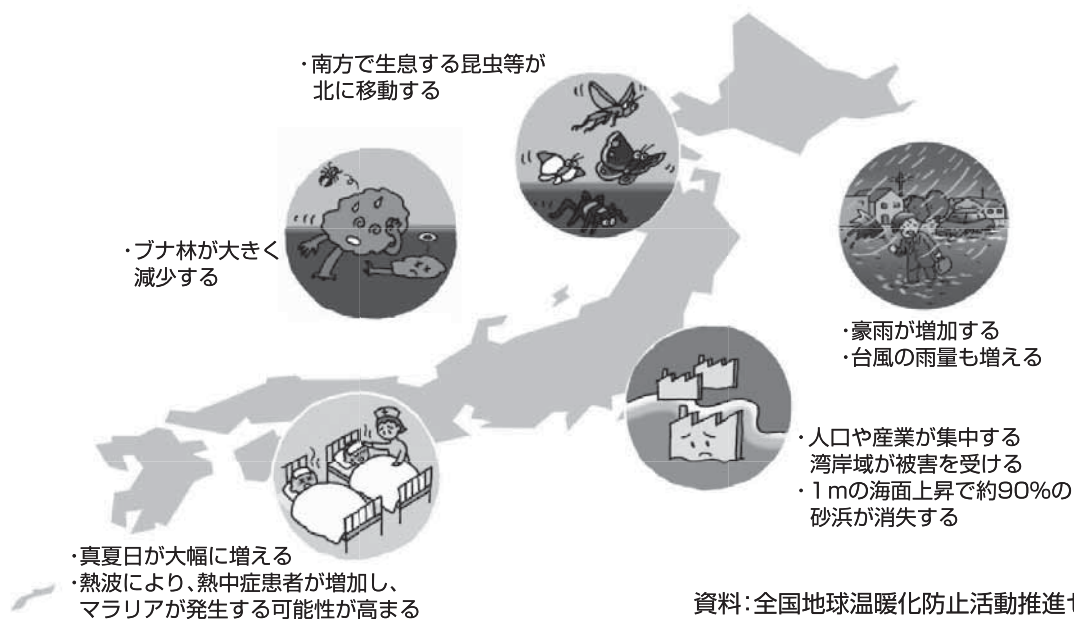 ・南方で生息する昆虫等が
北に移動する
・ブナ林が大きく
減少する
・豪雨が増加する
・台風の雨量も増える
・人口や産業が集中する
湾岸域が被害を受ける
・1mの海面上昇で約90%の
砂浜が消失する
・真夏日が大幅に増える
・熱波により、熱中症患者が増加し、
マラリアが発生する可能性が高まる
資料:全国地球温暖化防止活動推進